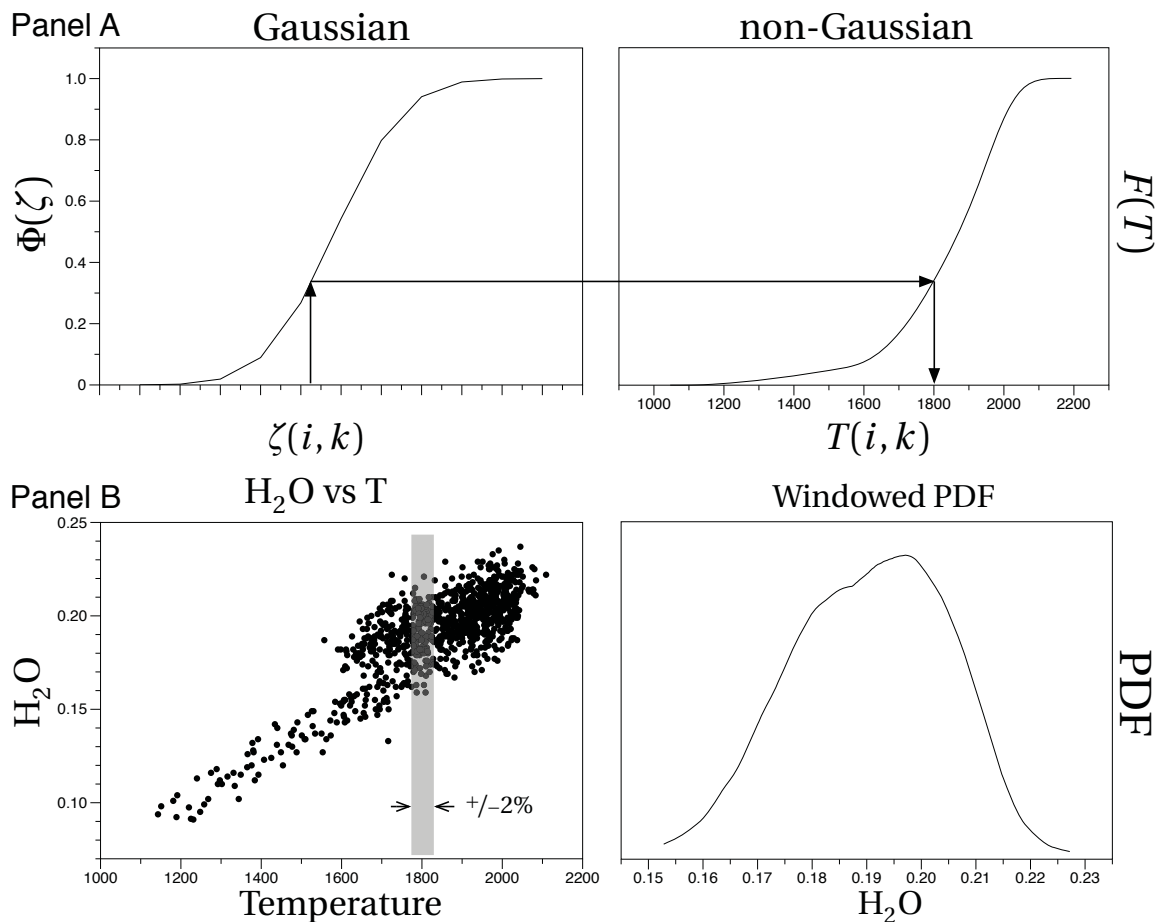 Panel A
Gaussian
non-Gaussian
1.0
0.8
0.6
0.4
0.2
0
Φ(ζ)
F(T)
1000 1200 1400 1600 1800 2000 2200
ζ(i, k)
T(i, k)
Panel B
H₂O vs T
Windowed PDF
0.25
0.20
0.15
0.10
H₂O
+/−2%
PDF
1000 1200 1400 1600 1800 2000 2200
0.15 0.16 0.17 0.18 0.19 0.20 0.21 0.22 0.23
Temperature
H₂O